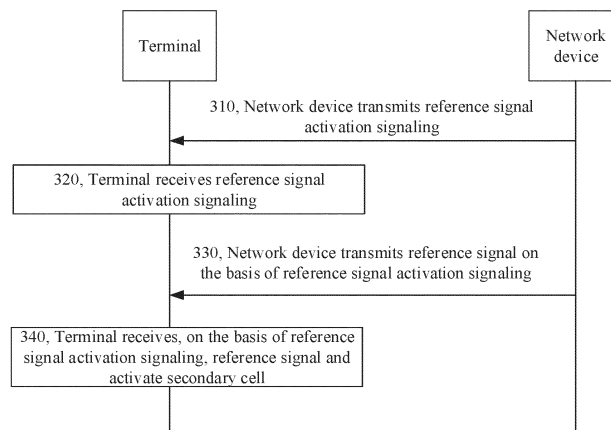 Terminal
Network
device
310, Network device transmits reference signal
activation signaling
320, Terminal receives reference signal
activation signaling
330, Network device transmits reference signal on
the basis of reference signal activation signaling
340, Terminal receives, on the basis of reference
signal activation signaling, reference signal and
activate secondary cell